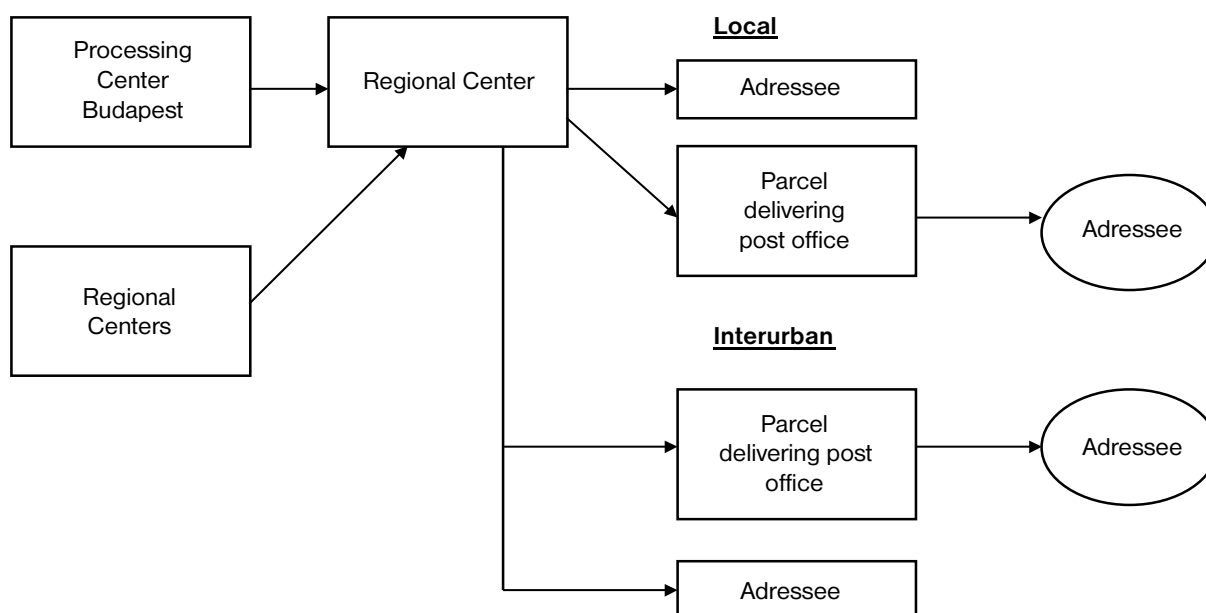 Processing
Center
Budapest
Regional Center
Regional
Centers
Local
Adressee
Parcel
delivering
post office
Adressee
Interurban
Parcel
delivering post
office
Adressee
Adressee